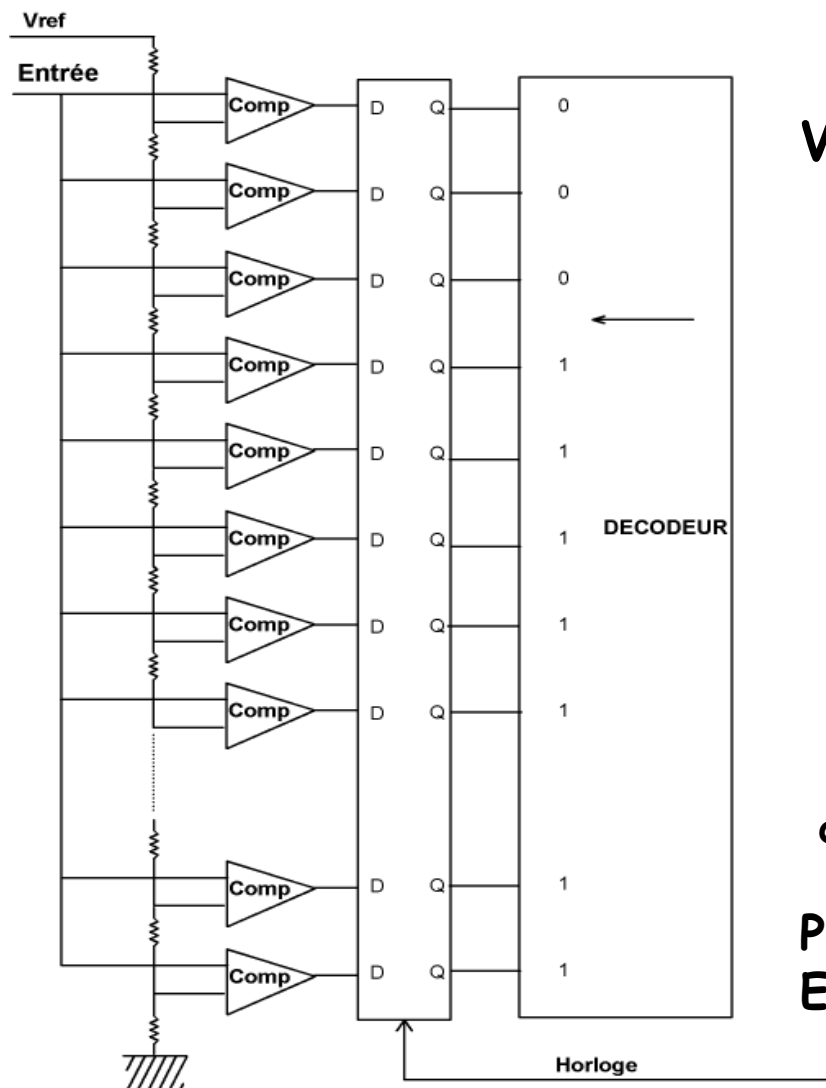 Vref
Entrée
Comp D Q 0
V
Comp D Q 0
Comp D Q 0
Comp D Q 1
Comp D Q 1
Comp D Q 1
DECODEUR
Comp D Q 1
Comp D Q 1
Comp D Q 1
P
Comp D Q 1
E
Horloge